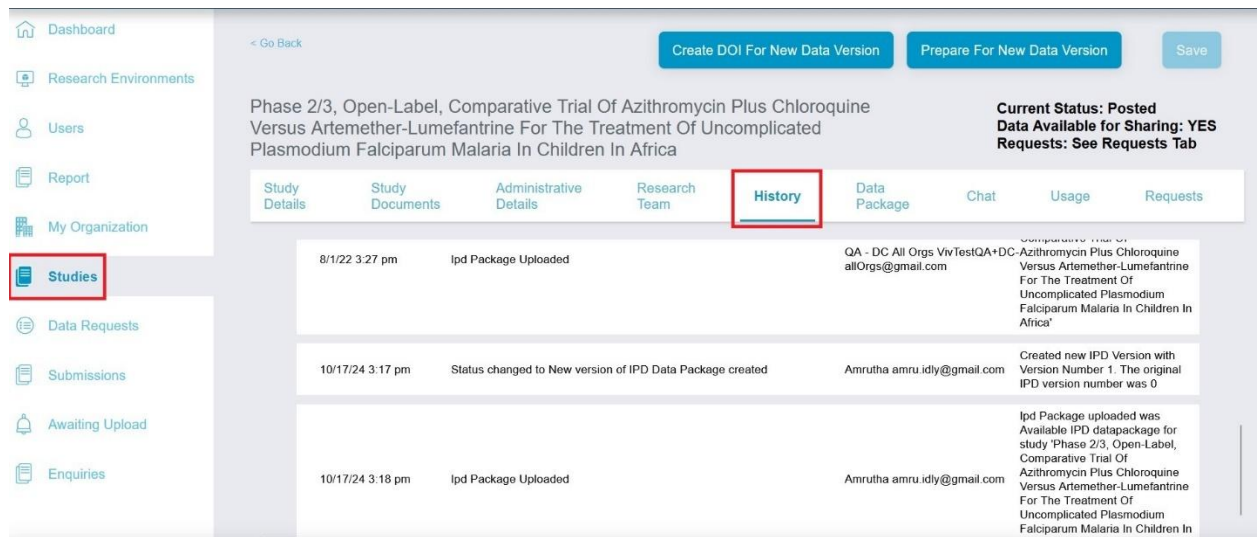 Dashboard
Research Environments
Users
Report
My Organization
Studies
Data Requests
Submissions
Awaiting Upload
Enquiries
< Go Back
Create DOI For New Data Version
Prepare For New Data Version
Save
Phase 2/3, Open-Label, Comparative Trial Of Azithromycin Plus Chloroquine
Versus Artemether-Lumefantrine For The Treatment Of Uncomplicated
Plasmodium Falciparum Malaria In Children In Africa
Current Status: Posted
Data Available for Sharing: YES
Requests: See Requests Tab
Study
Details
Study
Documents
Administrative
Details
Research
Team
History
Data
Package
Chat
Usage
Requests
8/1/22 3:27 pm
Ipd Package Uploaded
QA - DC All Orgs VivTestQA+DC-
allOrgs@gmail.com
Comparative Trial Of
Azithromycin Plus Chloroquine
Versus Artemether-Lumefantrine
For The Treatment Of
Uncomplicated Plasmodium
Falciparum Malaria In Children In
Africa'
10/17/24 3:17 pm
Status changed to New version of IPD Data Package created
Amrutha amru.idly@gmail.com
Created new IPD Version with
Version Number 1. The original
IPD version number was 0
10/17/24 3:18 pm
Ipd Package Uploaded
Amrutha amru.idly@gmail.com
Ipd Package uploaded was
Available IPD datapackage for
study 'Phase 2/3, Open-Label,
Comparative Trial Of
Azithromycin Plus Chloroquine
Versus Artemether-Lumefantrine
For The Treatment Of
Uncomplicated Plasmodium
Falciparum Malaria In Children In